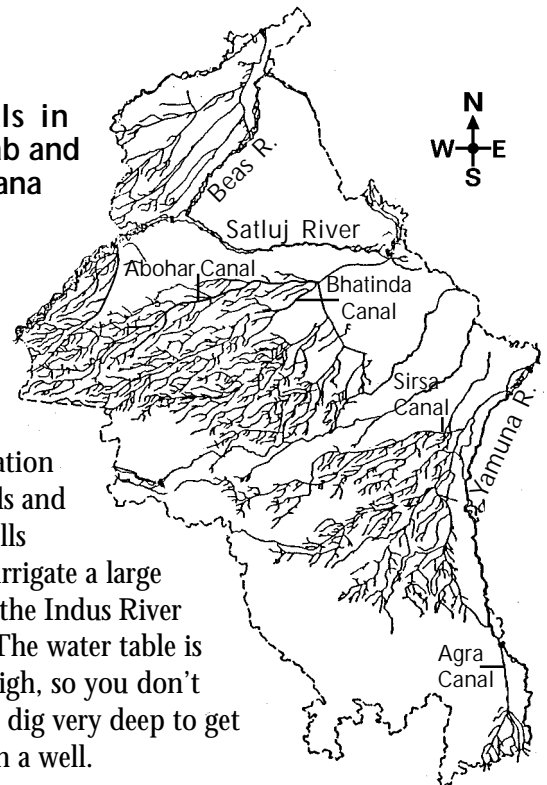 ls in
ab and
ana
N
W E
S
Beas R.
Satluj River
Abohar Canal
Bhatinda
Canal
Sirsa
Canal
Yamuna R.
ation
ls and
lls
irrigate a large
the Indus River
The water table is
igh, so you don't
dig very deep to get
n a well.
Agra
Canal